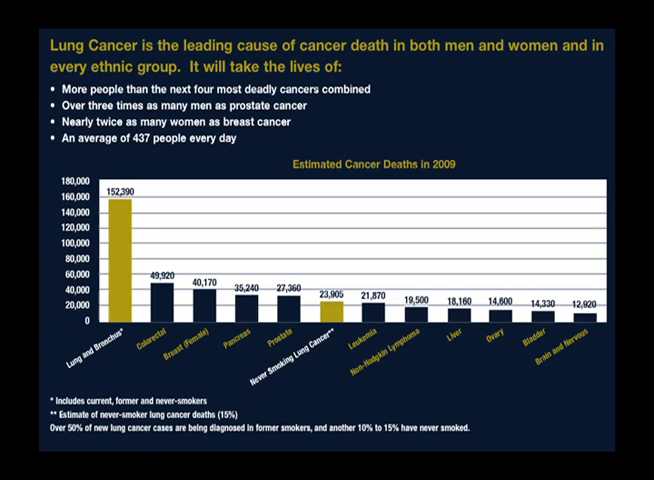 Lung Cancer is the leading cause of cancer death in both men and women and in
every ethnic group. It will take the lives of:
• More people than the next four most deadly cancers combined
• Over three times as many men as prostate cancer
• Nearly twice as many women as breast cancer
• An average of 437 people every day
Estimated Cancer Deaths in 2009
180,000
160,000
140,000
120,000
100,000
80,000
60,000
40,000
20,000
0
152,390
49,920
40,170
35,240
27,360
23,905
21,870
19,500
18,160
14,600
14,330
12,920
Lung and Bronchus*
Colorectal
Breast (Female)
Pancreas
Prostate
Never Smoking Lung Cancer**
Leukemia
Non-Hodgkin Lymphoma
Liver
Ovary
Bladder
Brain and Nervous
* Includes current, former and never-smokers
** Estimate of never-smoker lung cancer deaths (15%)
Over 50% of new lung cancer cases are being diagnosed in former smokers, and another 10% to 15% have never smoked.